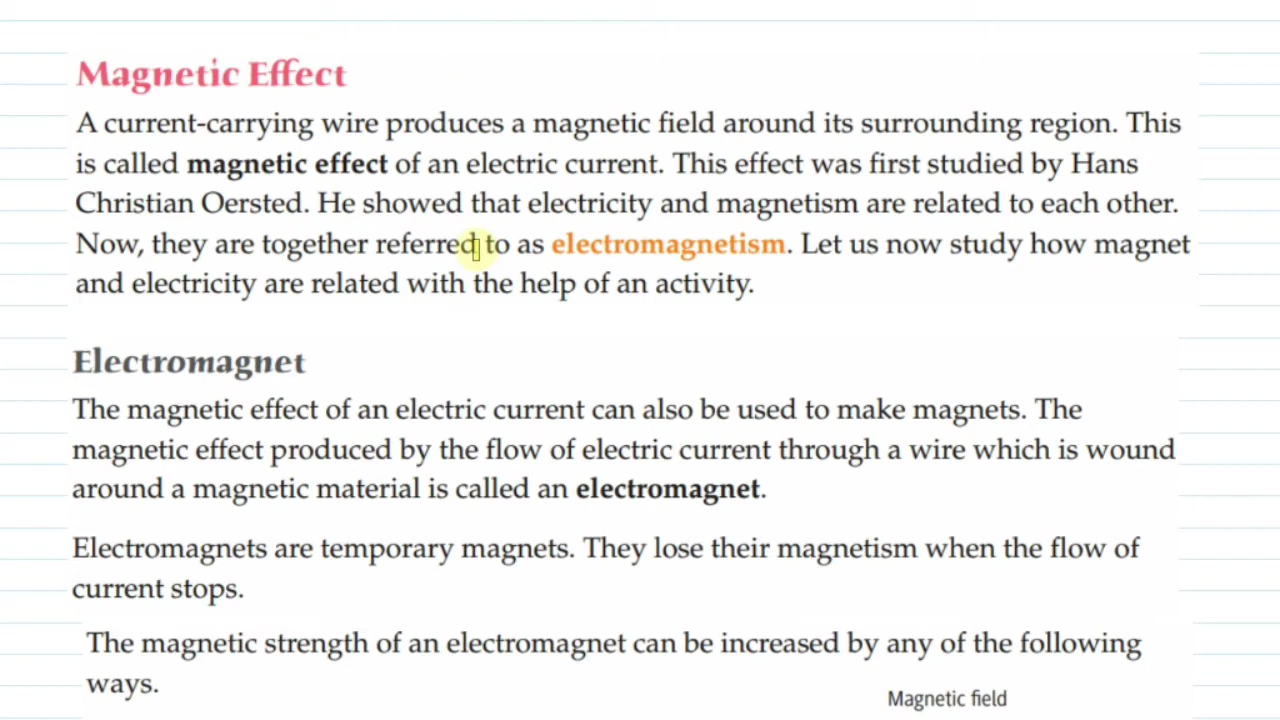 Magnetic Effect
A current-carrying wire produces a magnetic field around its surrounding region. This
is called magnetic effect of an electric current. This effect was first studied by Hans
Christian Oersted. He showed that electricity and magnetism are related to each other.
Now, they are together referred to as electromagnetism. Let us now study how magnet
and electricity are related with the help of an activity.
Electromagnet
The magnetic effect of an electric current can also be used to make magnets. The
magnetic effect produced by the flow of electric current through a wire which is wound
around a magnetic material is called an electromagnet.
Electromagnets are temporary magnets. They lose their magnetism when the flow of
current stops.
The magnetic strength of an electromagnet can be increased by any of the following
ways.
Magnetic field